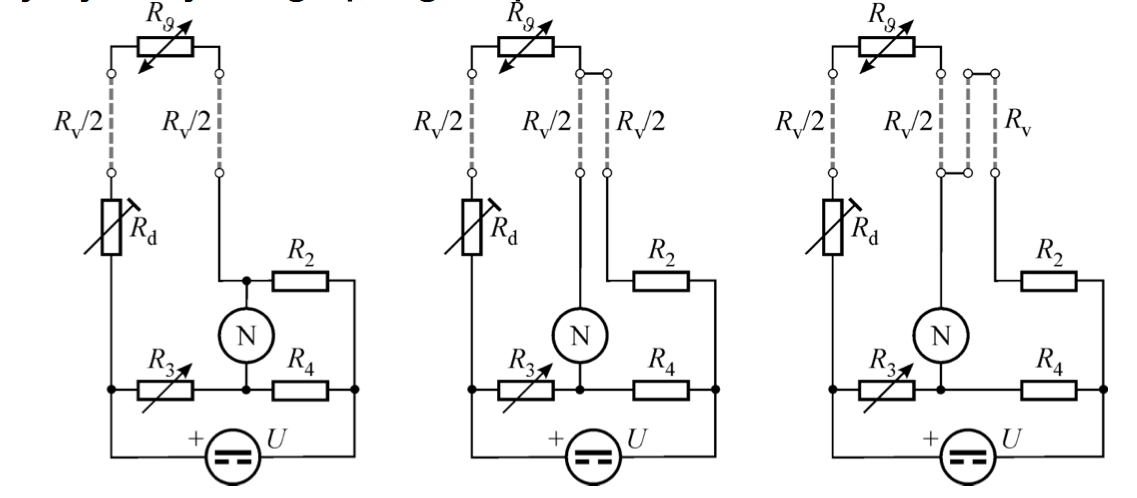 R𝜗 R𝜗 R𝜗
Rv/2 Rv/2 Rv/2 Rv/2 Rv/2 Rv/2 Rv/2 Rv
Rd Rd Rd
R2 R2 R2
N N N
R3 R4 R3 R4 R3 R4
+ U + U + U